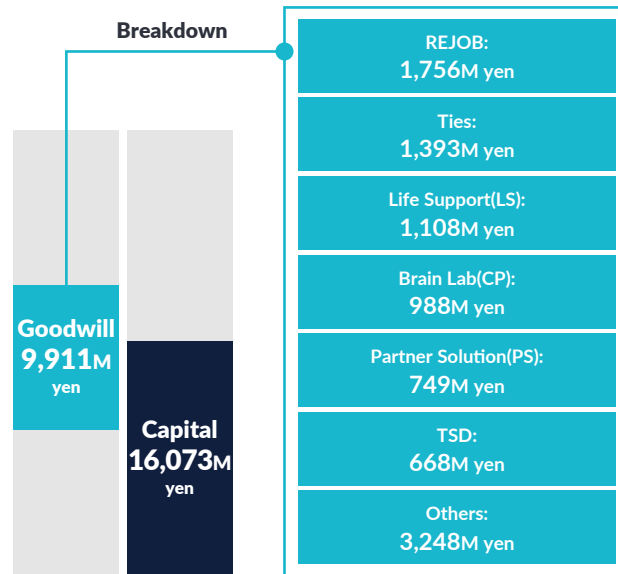 Breakdown
Goodwill
9,911M
yen
Capital
16,073M
yen
REJOB:
1,756M yen
Ties:
1,393M yen
Life Support(LS):
1,108M yen
Brain Lab(CP):
988M yen
Partner Solution(PS):
749M yen
TSD:
668M yen
Others:
3,248M yen